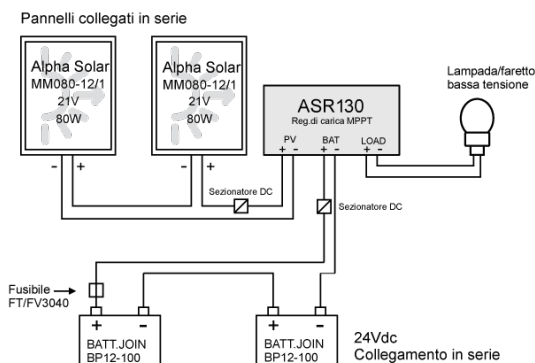 Pannelli collegati in serie
Alpha Solar
MM080-12/1
21V
80W
- +
Alpha Solar
MM080-12/1
21V
80W
- +
ASR130
Reg.di carica MPPT
PV BAT LOAD
+ - + - + -
Lampada/faretto
bassa tensione
Sezionatore DC
Sezionatore DC
Fusibile
FT/FV3040
+ -
BATT.JOIN
BP12-100
+ -
BATT.JOIN
BP12-100
24Vdc
Collegamento in serie